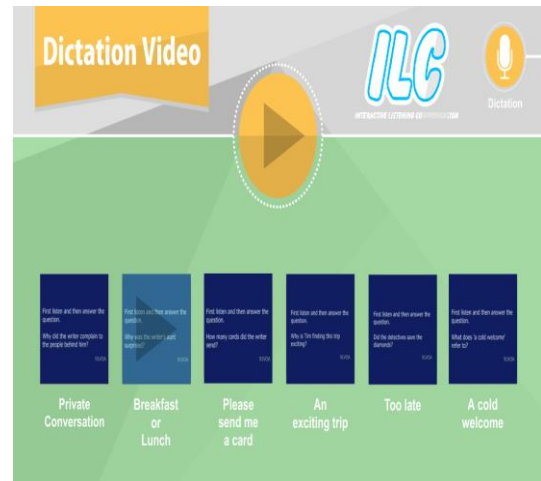 Dictation Video
ILC
INTERACTIVE LISTENING COMPREHENSION
Dictation
First listen and then answer the question.
Why did the writer complain to the people behind him?
First listen and then answer the question.
Why was the writer's aunt surprised?
First listen and then answer the question.
How many cards did the writer send?
First listen and then answer the question.
Why is Tim finding this trip exciting?
First listen and then answer the question.
Did the detectives save the diamonds?
First listen and then answer the question.
What does 'a cold welcome' refer to?
Private
Conversation
Breakfast
or
Lunch
Please
send me
a card
An
exciting trip
Too late
A cold
welcome